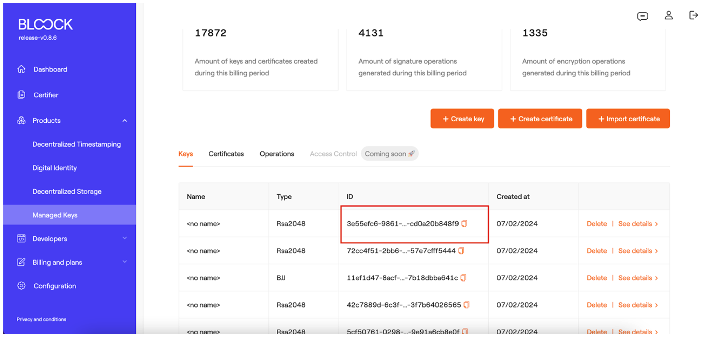 BLOOCK
release-v0.8.6
Dashboard
Certifier
Products
Decentralized Timestamping
Digital Identity
Decentralized Storage
Managed Keys
Developers
Billing and plans
Configuration
Privacy and conditions
17872
Amount of keys and certificates created
during this billing period
4131
Amount of signature operations
generated during this billing period
1335
Amount of encryption operations
generated during this billing period
+ Create key
+ Create certificate
+ Import certificate
Keys Certificates Operations Access Control Coming soon 🚀
Name Type ID Created at
<no name> Rsa2048 3e55efc6-9861-...-cd0a20b848f9 07/02/2024 Delete | See details >
<no name> Rsa2048 72cc4f51-2bb6-...-57e7cfff5444 07/02/2024 Delete | See details >
<no name> BJJ 11ef1d47-8acf-...-7b18dbba641c 07/02/2024 Delete | See details >
<no name> Rsa2048 42c7889d-6c3f-...-3f7b64026565 07/02/2024 Delete | See details >
<no name> Rsa2048 5cf50761-0298-...-9e91a6cb8e0f 07/02/2024 Delete | See details >